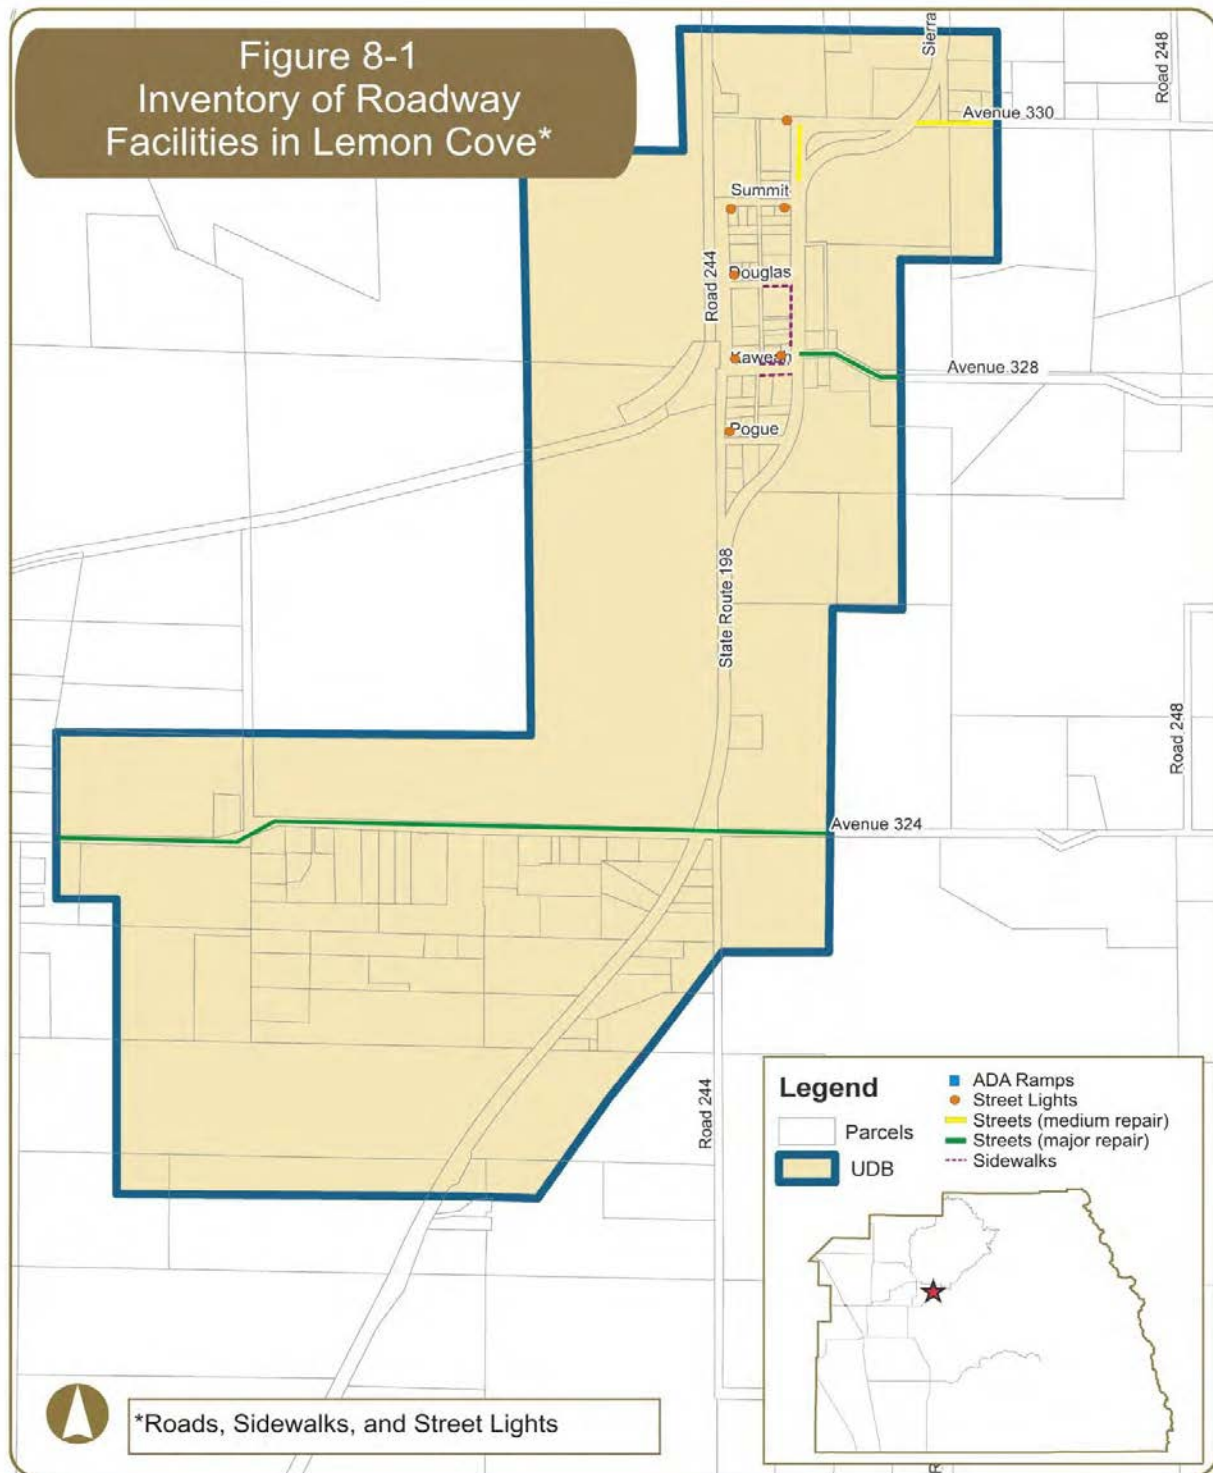 Figure 8-1
Inventory of Roadway
Facilities in Lemon Cove*
Sierra
Road 248
Avenue 330
Summit
Road 244
Douglas
Kaweah
Avenue 328
Pogue
State Route 198
Road 248
Avenue 324
Road 244
Legend
Parcels
UDB
ADA Ramps
Street Lights
Streets (medium repair)
Streets (major repair)
Sidewalks
*Roads, Sidewalks, and Street Lights